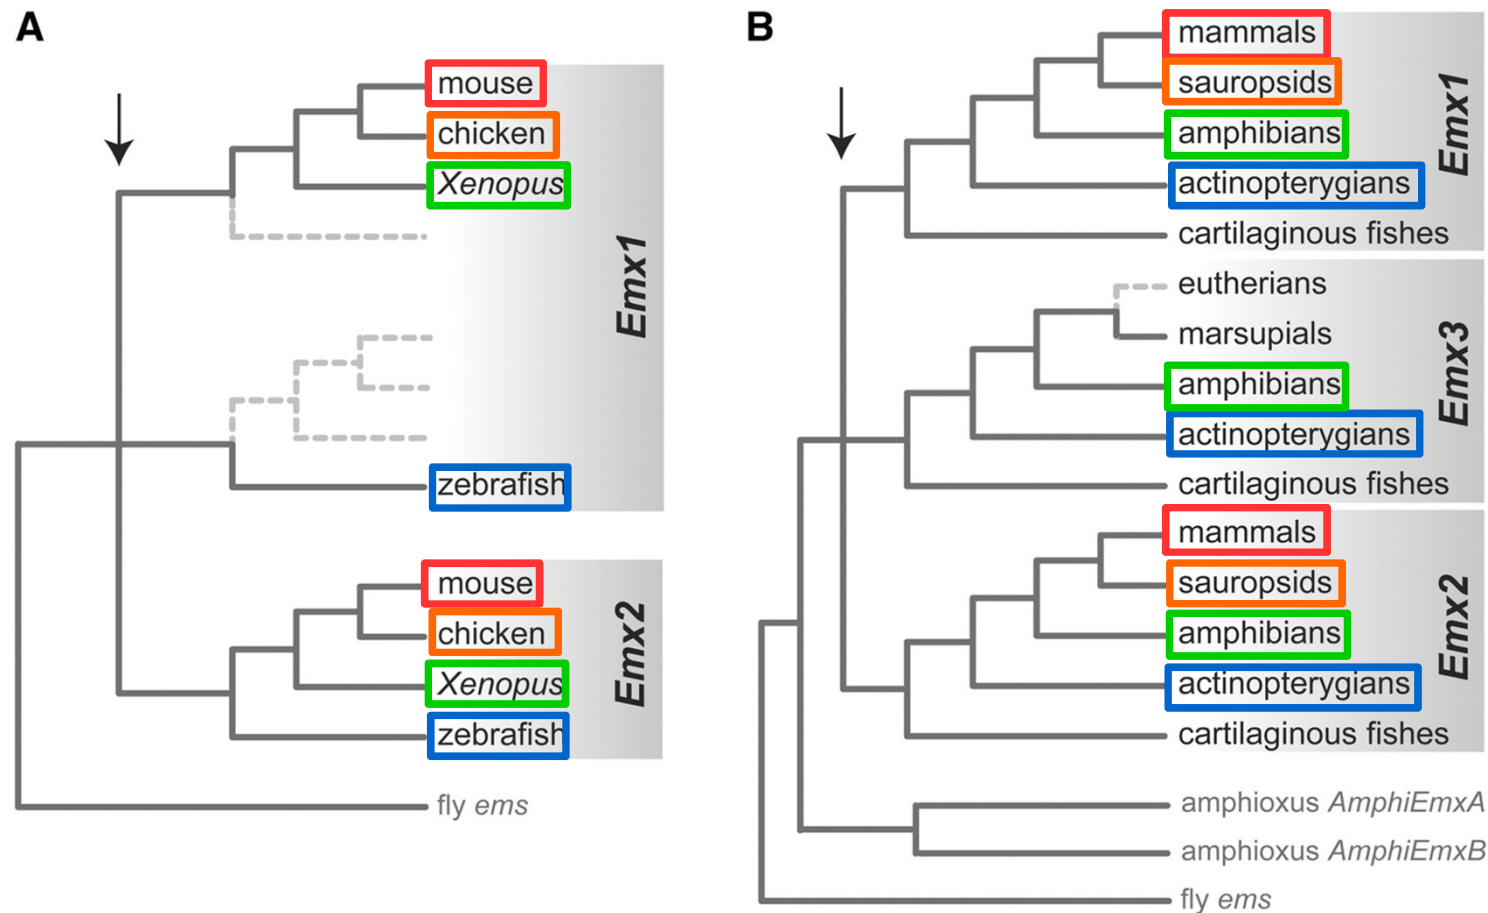 A
mouse
chicken
Xenopus
Emx1
zebrafish
mouse
chicken
Xenopus
zebrafish
Emx2
fly ems
B
mammals
sauropsids
amphibians
actinopterygians
cartilaginous fishes
Emx1
eutherians
marsupials
amphibians
actinopterygians
cartilaginous fishes
Emx3
mammals
sauropsids
amphibians
actinopterygians
cartilaginous fishes
Emx2
amphioxus AmphiEmxA
amphioxus AmphiEmxB
fly ems